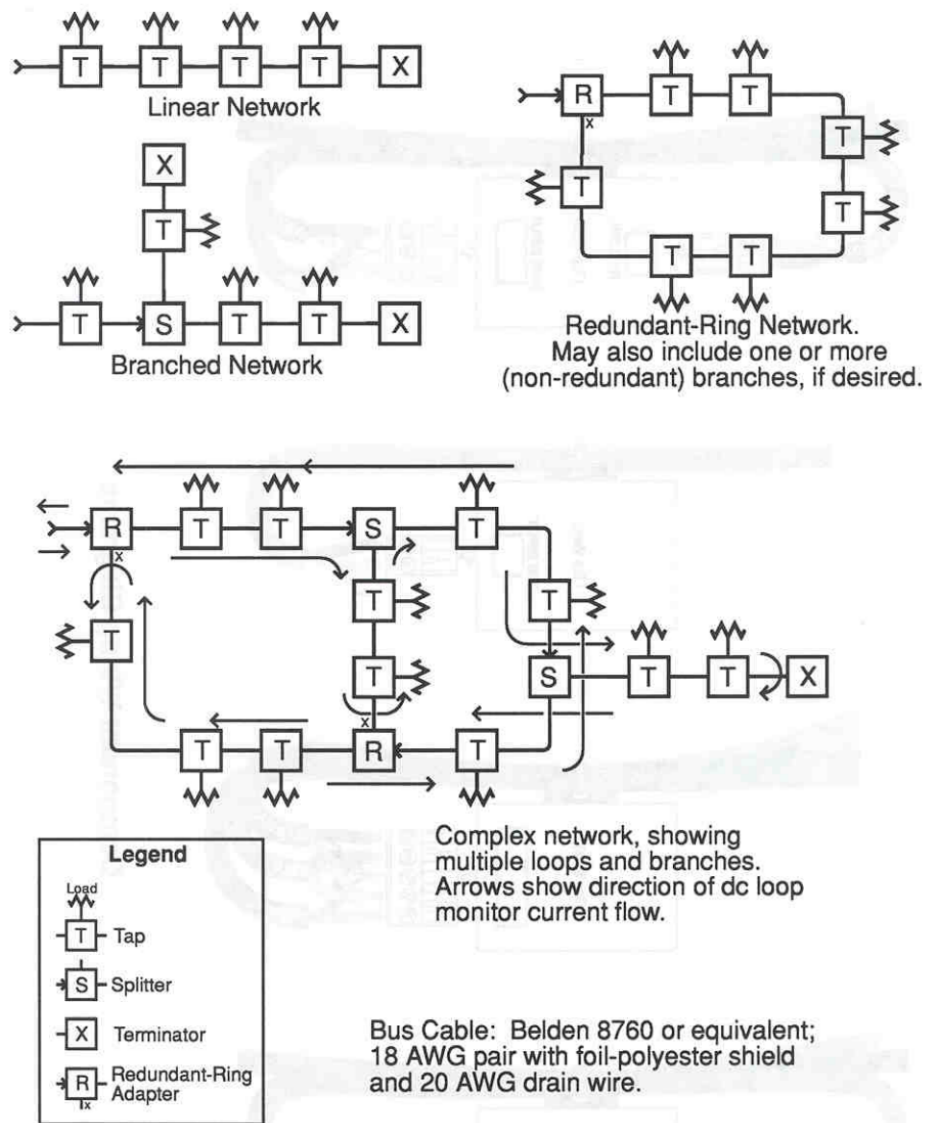 T T T T X
Linear Network
X
T
T S T T X
Branched Network
R T T
x
T
T
T
T T
Redundant-Ring Network.
May also include one or more
(non-redundant) branches, if desired.
R T T S T
x
T T
T
T S T T X
x
T T R T
Complex network, showing
multiple loops and branches.
Arrows show direction of dc loop
monitor current flow.
Legend
Load
T Tap
S Splitter
X Terminator
R Redundant-Ring
Adapter
x
Bus Cable: Belden 8760 or equivalent;
18 AWG pair with foil-polyester shield
and 20 AWG drain wire.